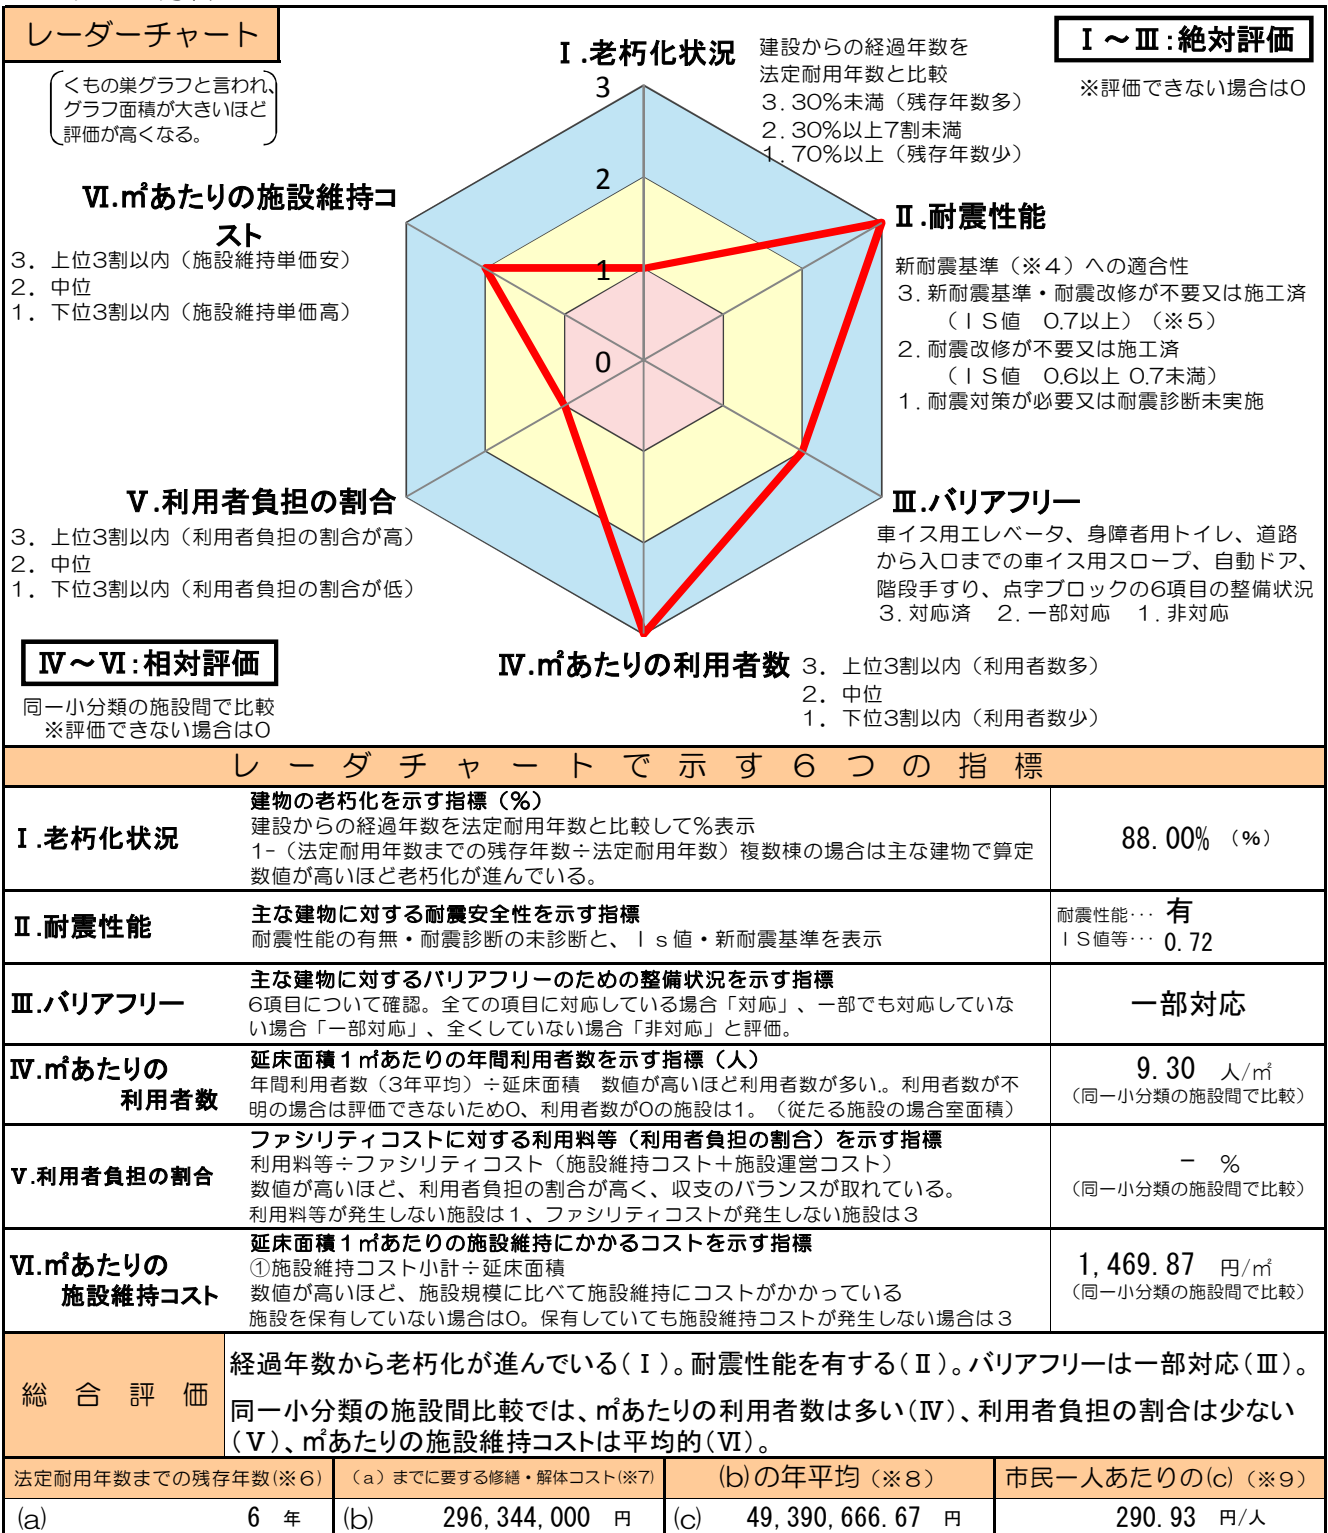 レーダーチャート
くもの巣グラフと言われ、
グラフ面積が大きいほど
評価が高くなる。
Ⅰ～Ⅲ:絶対評価
※評価できない場合は0
Ⅰ.老朽化状況
建設からの経過年数を
法定耐用年数と比較
3.30%未満（残存年数多）
2.30%以上7割未満
1.70%以上（残存年数少）
3
2
1
0
Ⅵ.㎡あたりの施設維持コ
スト
3. 上位3割以内（施設維持単価安）
2. 中位
1. 下位3割以内（施設維持単価高）
Ⅱ.耐震性能
新耐震基準（※4）への適合性
3.新耐震基準・耐震改修が不要又は施工済
（ＩＳ値 0.7以上）（※5）
2.耐震改修が不要又は施工済
（ＩＳ値 0.6以上 0.7未満）
1.耐震対策が必要又は耐震診断未実施
Ⅴ.利用者負担の割合
3. 上位3割以内（利用者負担の割合が高）
2. 中位
1. 下位3割以内（利用者負担の割合が低）
Ⅲ.バリアフリー
車イス用エレベータ、身障者用トイレ、道路
から入口までの車イス用スロープ、自動ドア、
階段手すり、点字ブロックの6項目の整備状況
3.対応済 2.一部対応 1.非対応
Ⅳ～Ⅵ:相対評価
同一小分類の施設間で比較
※評価できない場合は0
Ⅳ.㎡あたりの利用者数
3. 上位3割以内（利用者数多）
2. 中位
1. 下位3割以内（利用者数少）
レーダチャートで示す６つの指標
Ⅰ.老朽化状況
建物の老朽化を示す指標（%）
建設からの経過年数を法定耐用年数と比較して%表示
1-（法定耐用年数までの残存年数÷法定耐用年数）複数棟の場合は主な建物で算定
数値が高いほど老朽化が進んでいる。
88.00% （%）
Ⅱ.耐震性能
主な建物に対する耐震安全性を示す指標
耐震性能の有無・耐震診断の未診断と、Ｉｓ値・新耐震基準を表示
耐震性能… 有
ＩＳ値等… 0.72
Ⅲ.バリアフリー
主な建物に対するバリアフリーのための整備状況を示す指標
6項目について確認。全ての項目に対応している場合「対応」、一部でも対応していな
い場合「一部対応」、全くしていない場合「非対応」と評価。
一部対応
Ⅳ.㎡あたりの
利用者数
延床面積１㎡あたりの年間利用者数を示す指標（人）
年間利用者数（3年平均）÷延床面積 数値が高いほど利用者数が多い。利用者数が不
明の場合は評価できないため0、利用者数が0の施設は1。（従たる施設の場合室面積）
9.30 人/㎡
（同一小分類の施設間で比較）
Ⅴ.利用者負担の割合
ファシリティコストに対する利用料等（利用者負担の割合）を示す指標
利用料等÷ファシリティコスト（施設維持コスト＋施設運営コスト）
数値が高いほど、利用者負担の割合が高く、収支のバランスが取れている。
利用料等が発生しない施設は１、ファシリティコストが発生しない施設は３
－ %
（同一小分類の施設間で比較）
Ⅵ.㎡あたりの
施設維持コスト
延床面積１㎡あたりの施設維持にかかるコストを示す指標
①施設維持コスト小計÷延床面積
数値が高いほど、施設規模に比べて施設維持にコストがかかっている
施設を保有していない場合は0。保有していても施設維持コストが発生しない場合は３
1,469.87 円/㎡
（同一小分類の施設間で比較）
総合評価
経過年数から老朽化が進んでいる(Ⅰ)。耐震性能を有する(Ⅱ)。バリアフリーは一部対応(Ⅲ)。
同一小分類の施設間比較では、㎡あたりの利用者数は多い(Ⅳ)、利用者負担の割合は少ない
(Ⅴ)、㎡あたりの施設維持コストは平均的(Ⅵ)。
法定耐用年数までの残存年数(※6)
（a）までに要する修繕・解体コスト(※7)
(b)の年平均（※8）
市民一人あたりの(c)（※9）
(a) 6 年
(b) 296,344,000 円
(c) 49,390,666.67 円
290.93 円/人